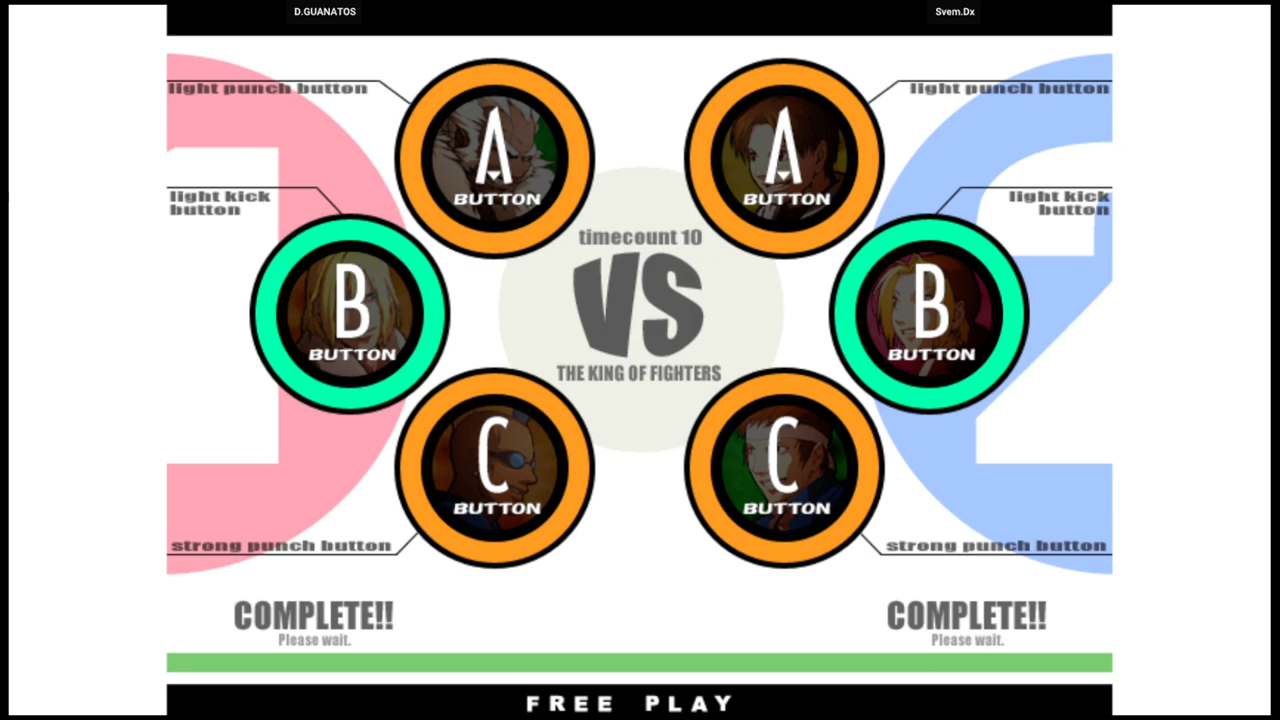 D.GUANATOS
Svem.Dx
light punch button
light punch button
A
BUTTON
A
BUTTON
light kick
button
light kick
button
timecount 10
VS
THE KING OF FIGHTERS
1
2
B
BUTTON
B
BUTTON
C
BUTTON
C
BUTTON
strong punch button
strong punch button
COMPLETE!!
Please wait.
COMPLETE!!
Please wait.
FREE PLAY